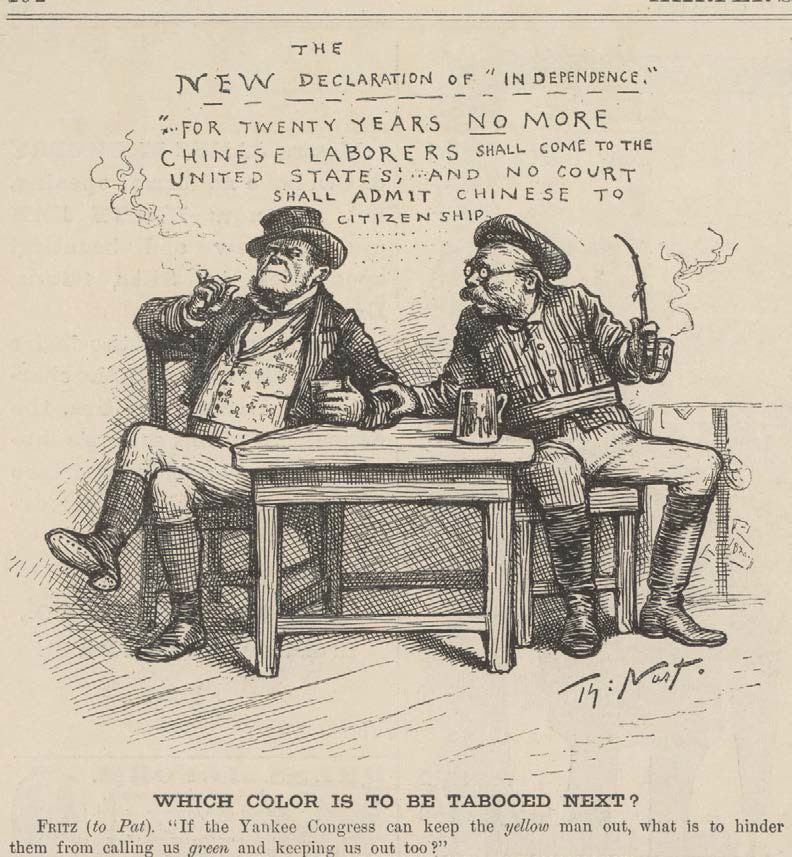 THE
NEW DECLARATION OF "INDEPENDENCE."
"...FOR TWENTY YEARS NO MORE
CHINESE LABORERS SHALL COME TO THE
UNITED STATES; ...AND NO COURT
SHALL ADMIT CHINESE TO
CITIZENSHIP.
Th: Nast.
WHICH COLOR IS TO BE TABOOED NEXT?
FRITZ (to Pat). "If the Yankee Congress can keep the yellow man out, what is to hinder
them from calling us green and keeping us out too?"